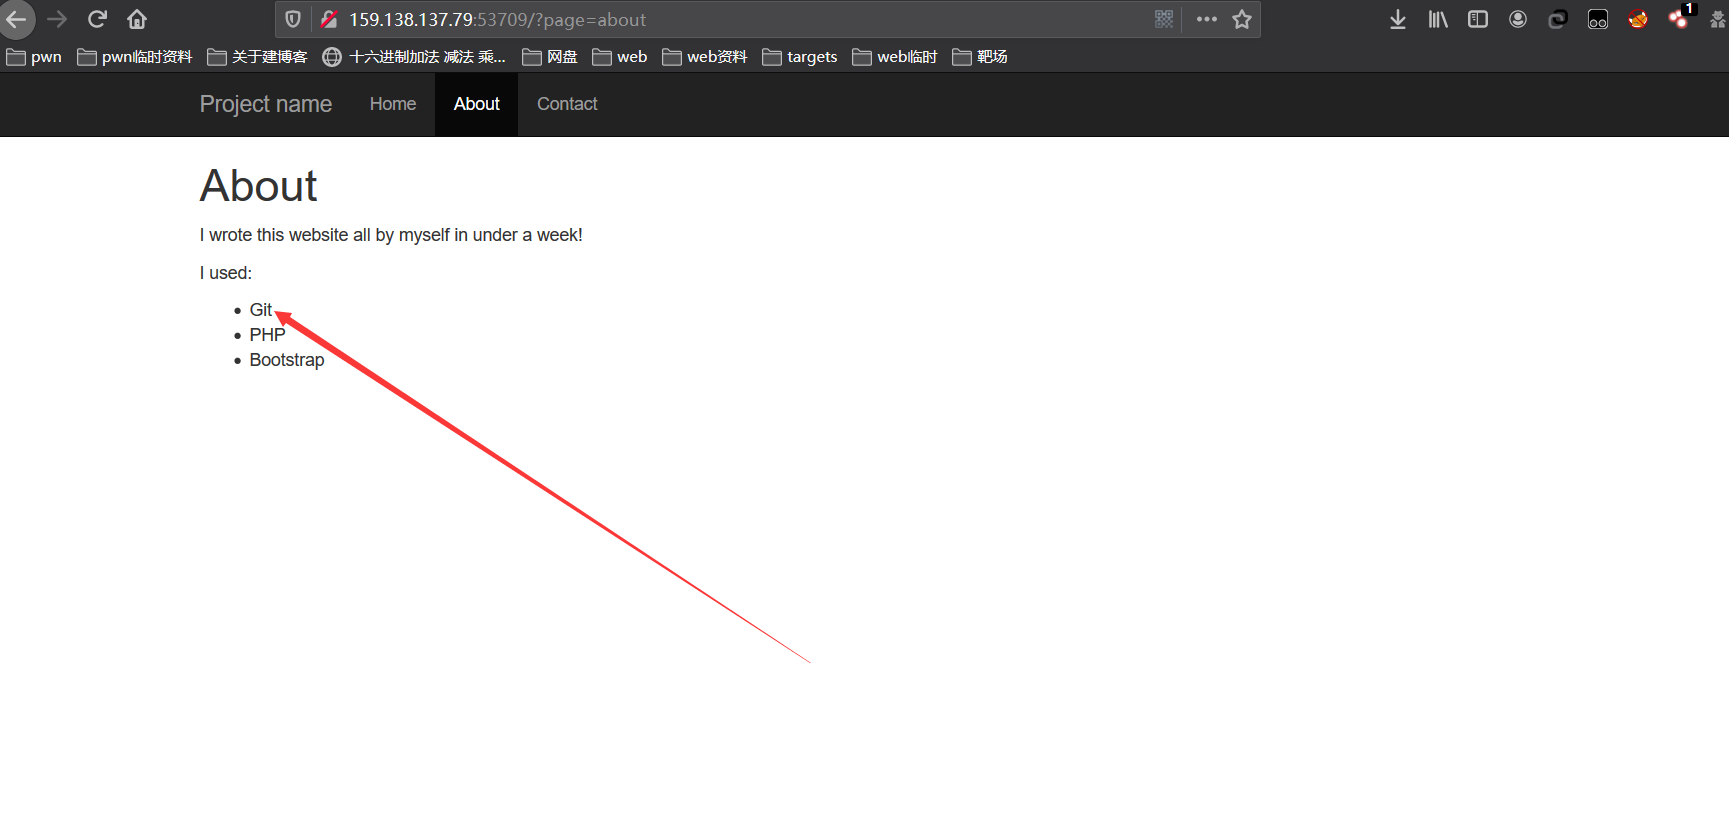 159.138.137.79:53709/?page=about
1
pwn pwn临时资料 关于建博客 十六进制加法 减法 乘... 网盘 web web资料 targets web临时 靶场
Project name Home About Contact
About
I wrote this website all by myself in under a week!
I used:
Git
PHP
Bootstrap